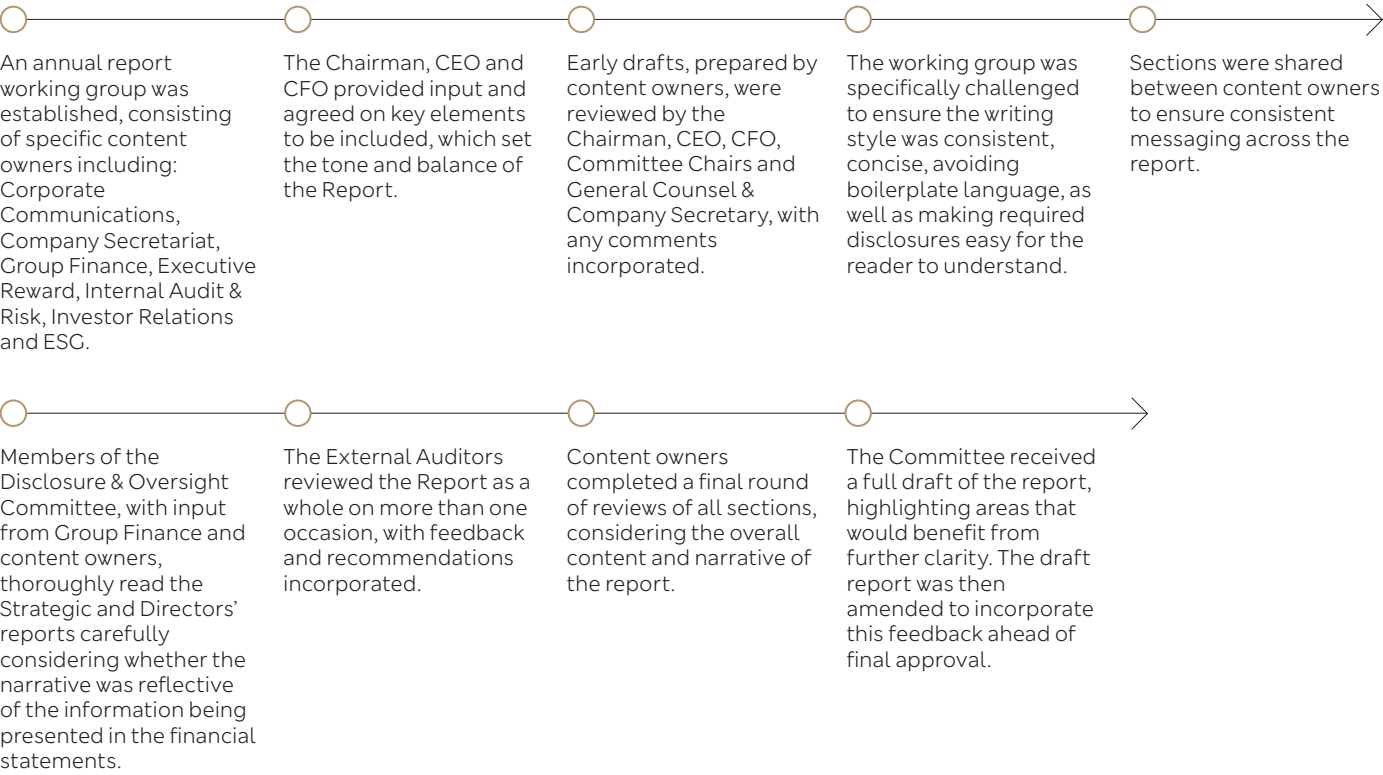 An annual report
working group was
established, consisting
of specific content
owners including:
Corporate
Communications,
Company Secretariat,
Group Finance, Executive
Reward, Internal Audit &
Risk, Investor Relations
and ESG.
The Chairman, CEO and
CFO provided input and
agreed on key elements
to be included, which set
the tone and balance of
the Report.
Early drafts, prepared by
content owners, were
reviewed by the
Chairman, CEO, CFO,
Committee Chairs and
General Counsel &
Company Secretary, with
any comments
incorporated.
The working group was
specifically challenged
to ensure the writing
style was consistent,
concise, avoiding
boilerplate language, as
well as making required
disclosures easy for the
reader to understand.
Sections were shared
between content owners
to ensure consistent
messaging across the
report.
Members of the
Disclosure & Oversight
Committee, with input
from Group Finance and
content owners,
thoroughly read the
Strategic and Directors’
reports carefully
considering whether the
narrative was reflective
of the information being
presented in the financial
statements.
The External Auditors
reviewed the Report as a
whole on more than one
occasion, with feedback
and recommendations
incorporated.
Content owners
completed a final round
of reviews of all sections,
considering the overall
content and narrative of
the report.
The Committee received
a full draft of the report,
highlighting areas that
would benefit from
further clarity. The draft
report was then
amended to incorporate
this feedback ahead of
final approval.